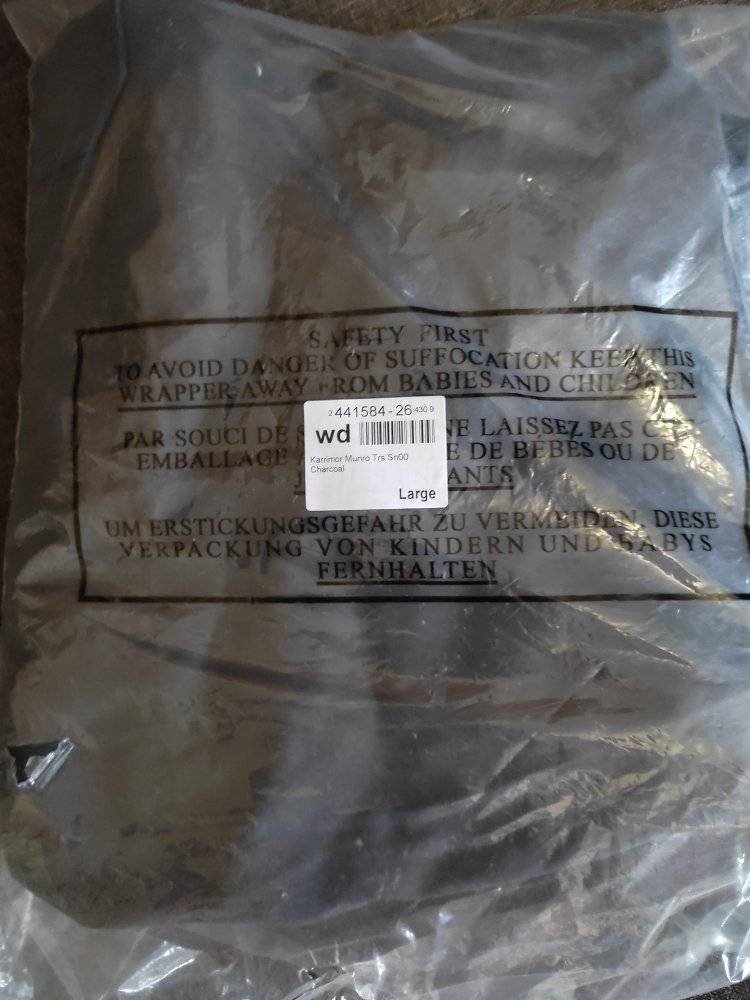 SAFETY FIRST
TO AVOID DANGER OF SUFFOCATION KEEP THIS
WRAPPER AWAY FROM BABIES AND CHILDREN
PAR SOUCI DE NE LAISSEZ PAS
EMBALLAGE DE BEBES OU DE
UM ERSTICKUNGSGEFAHR ZU VERMEIDEN, DIESE
VERPACKUNG VON KINDERN UND BABYS
FERNHALTEN
2 441584-26 430 9
wd
Karrimor Munro Trs Sn00
Charcoal
Large